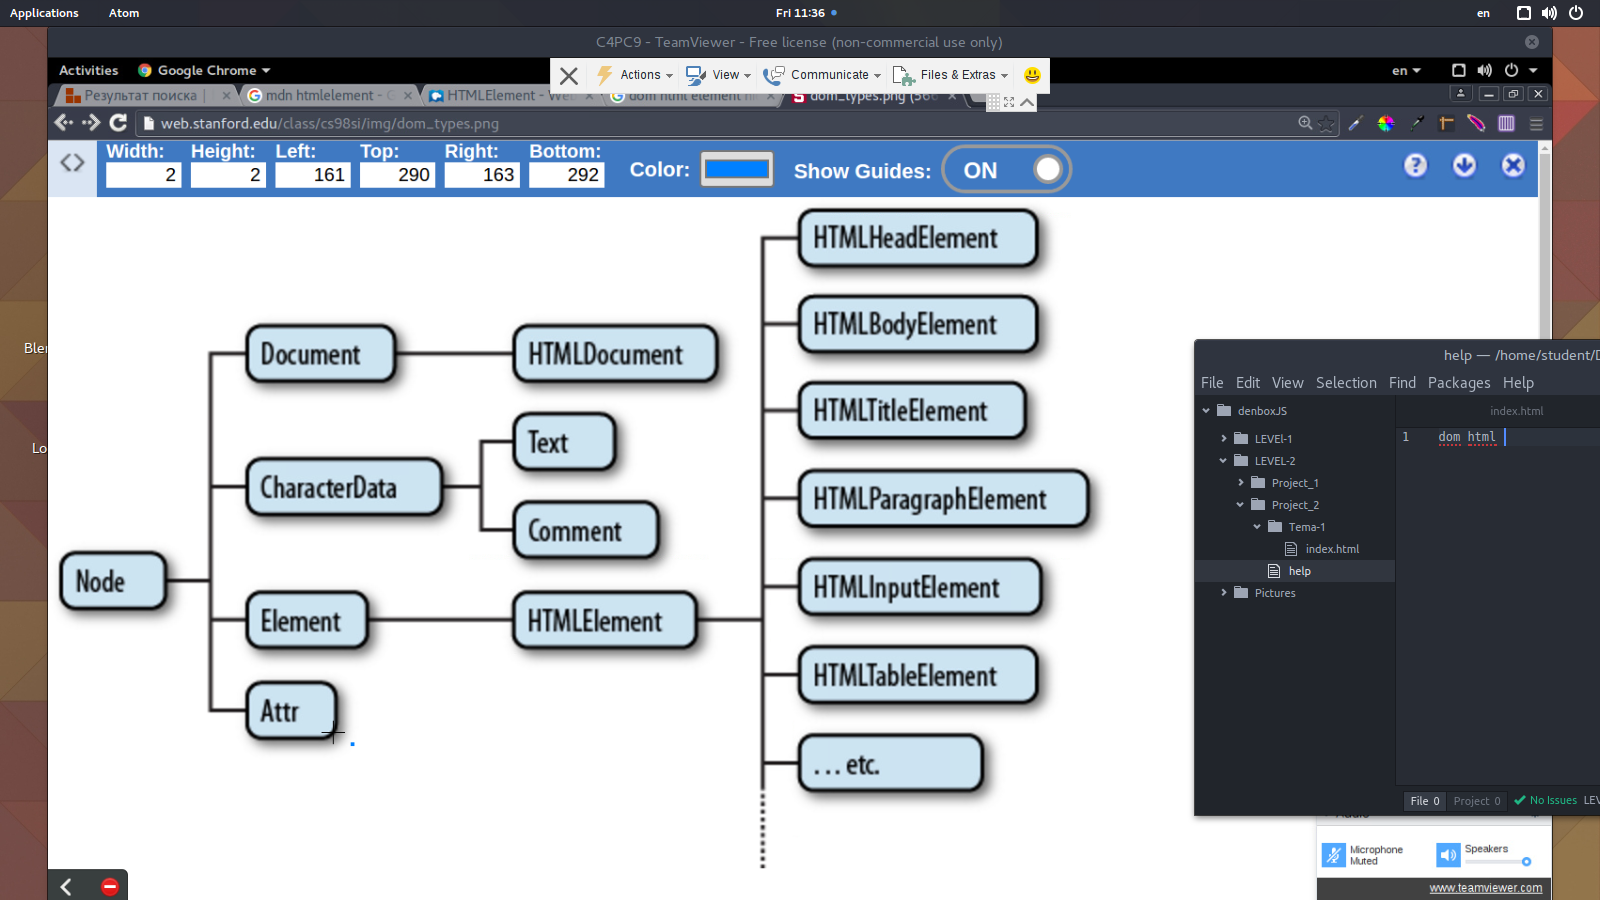 Applications Atom Fri 11:36 en
C4PC9 - TeamViewer - Free license (non-commercial use only)
Activities Google Chrome en
Actions View Communicate Files & Extras
Результат поиска
mdn htmlelement - G
HTMLElement - We
dom html element
dom_types.png (566
web.stanford.edu/class/cs98si/img/dom_types.png
Width: Height: Left: Top: Right: Bottom:
2 2 161 290 163 292
Color: Show Guides: ON
HTMLHeadElement
HTMLBodyElement
Document HTMLDocument
HTMLTitleElement
Text
CharacterData
HTMLParagraphElement
Comment
Node
HTMLInputElement
Element HTMLElement
HTMLTableElement
Attr
... etc.
Bler
Lo
help — /home/student/D
File Edit View Selection Find Packages Help
denboxJS
index.html
1 dom html
LEVEl-1
LEVEL-2
Project_1
Project_2
Tema-1
index.html
help
Pictures
File 0 Project 0 No Issues LEV
Microphone
Muted
Speakers
www.teamviewer.com